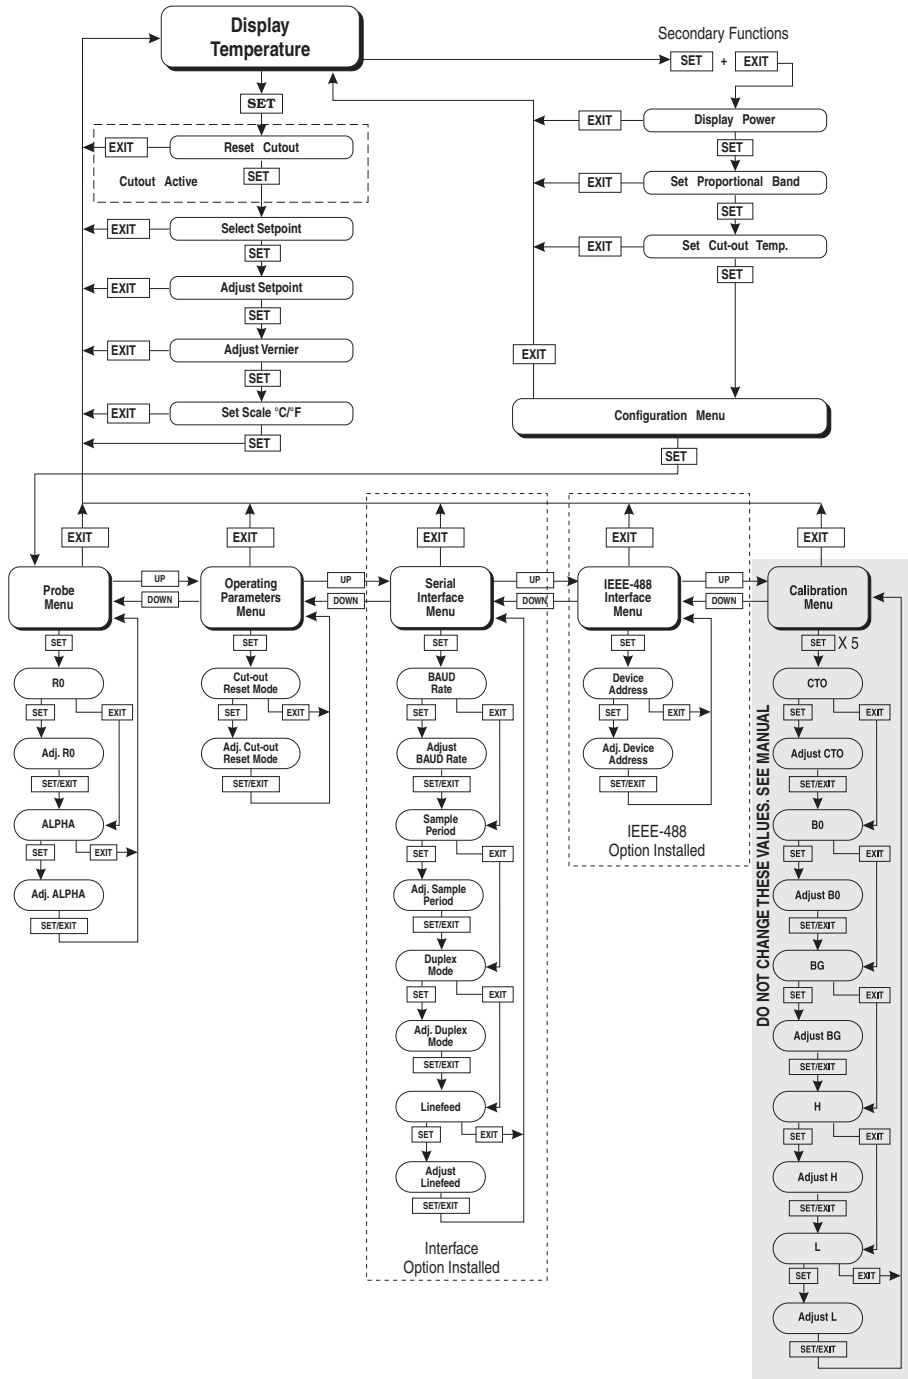 Display
Temperature
Secondary Functions
SET + EXIT
SET
EXIT Reset Cutout
Cutout Active SET
EXIT Select Setpoint
SET
EXIT Adjust Setpoint
SET
EXIT Adjust Vernier
SET
EXIT Set Scale °C/°F
SET
EXIT Display Power
SET
EXIT Set Proportional Band
SET
EXIT Set Cut-out Temp.
SET
EXIT
Configuration Menu
SET
EXIT EXIT EXIT EXIT EXIT
Probe
Menu
UP
DOWN
Operating
Parameters
Menu
UP
DOWN
Serial
Interface
Menu
UP
DOWN
IEEE-488
Interface
Menu
UP
DOWN
Calibration
Menu
SET
R0
SET EXIT
Adj. R0
SET/EXIT
ALPHA
SET EXIT
Adj. ALPHA
SET/EXIT
SET
Cut-out
Reset Mode
SET EXIT
Adj. Cut-out
Reset Mode
SET/EXIT
SET
BAUD
Rate
SET EXIT
Adjust
BAUD Rate
SET/EXIT
Sample
Period
SET EXIT
Adj. Sample
Period
SET/EXIT
Duplex
Mode
SET EXIT
Adj. Duplex
Mode
SET/EXIT
Linefeed
SET EXIT
Adjust
Linefeed
SET/EXIT
Interface
Option Installed
SET
Device
Address
SET EXIT
Adj. Device
Address
SET/EXIT
IEEE-488
Option Installed
DO NOT CHANGE THESE VALUES. SEE MANUAL
SET X 5
CTO
SET EXIT
Adjust CTO
SET/EXIT
B0
SET EXIT
Adjust B0
SET/EXIT
BG
SET EXIT
Adjust BG
SET/EXIT
H
SET EXIT
Adjust H
SET/EXIT
L
SET EXIT
Adjust L
SET/EXIT